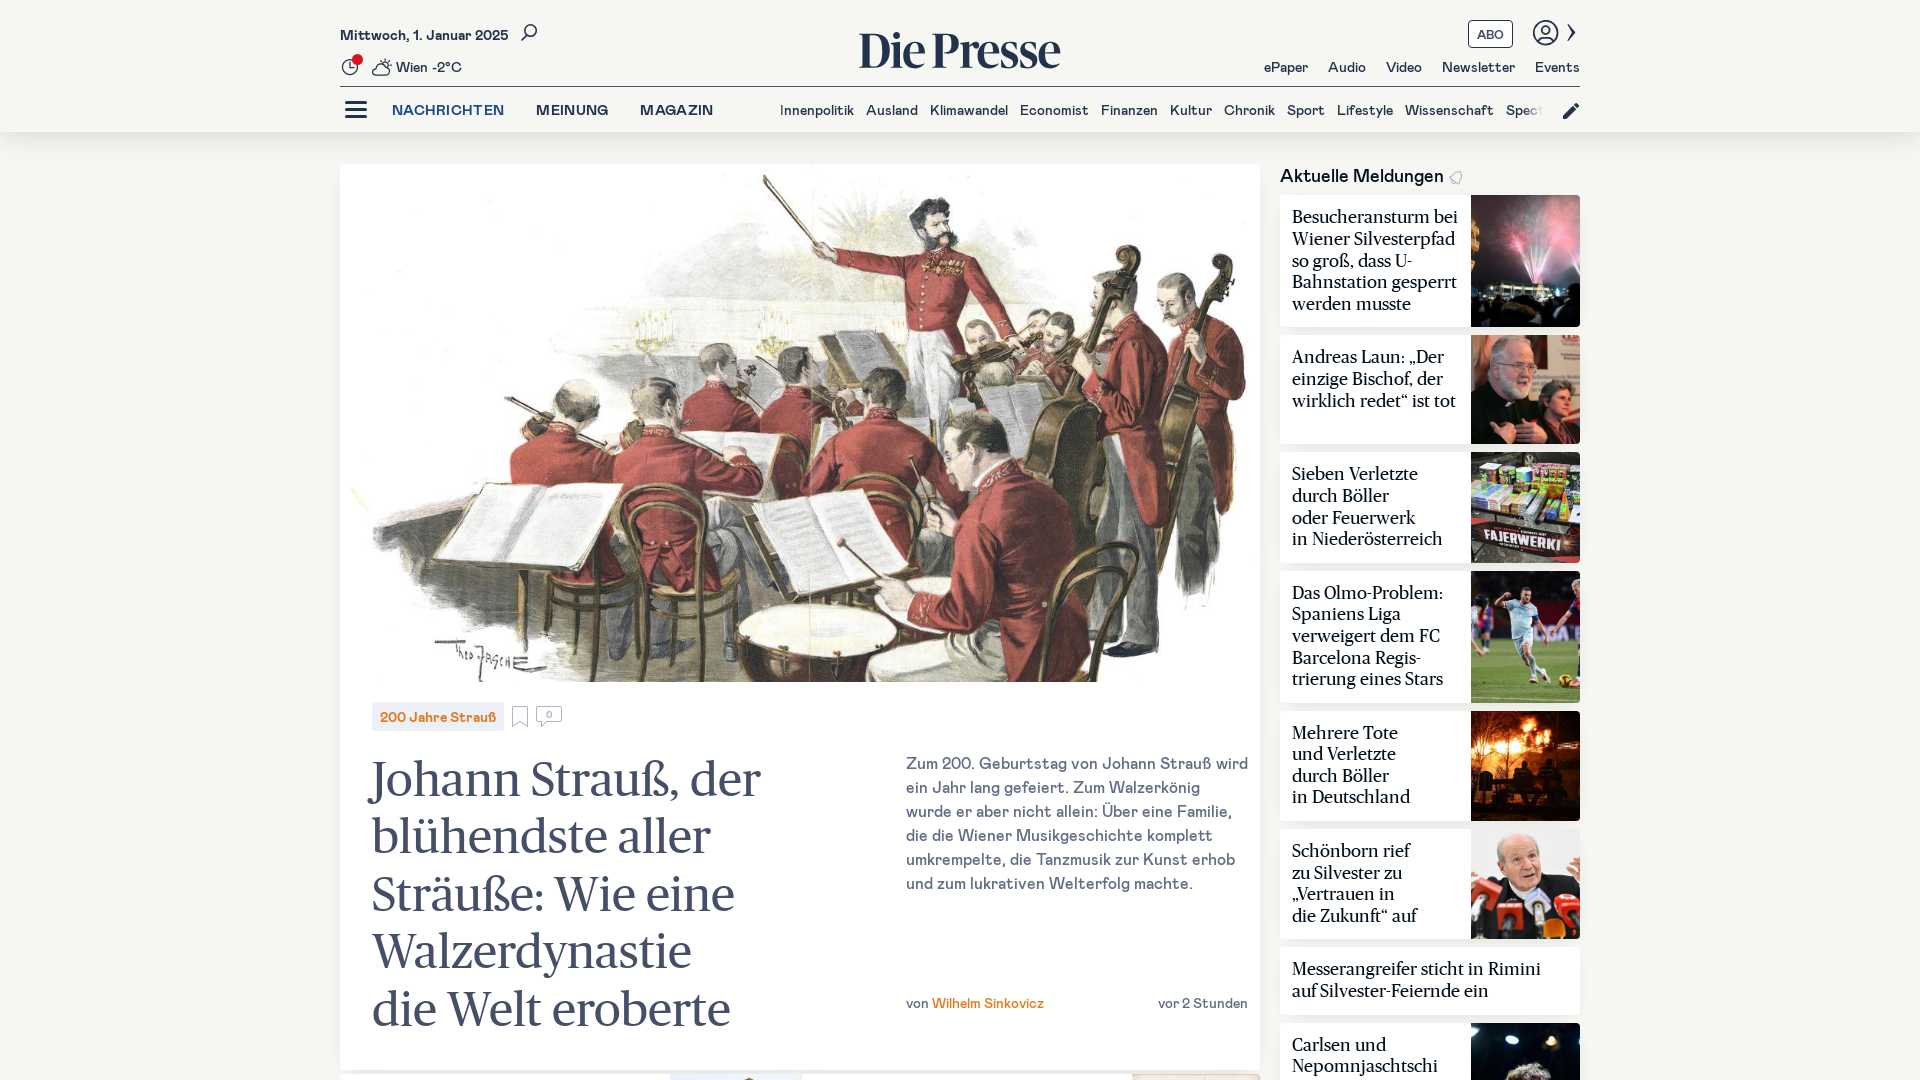 Mittwoch, 1. Januar 2025
Wien -2°C
Die Presse
ABO
ePaper Audio Video Newsletter Events
NACHRICHTEN MEINUNG MAGAZIN
Innenpolitik Ausland Klimawandel Economist Finanzen Kultur Chronik Sport Lifestyle Wissenschaft Spect
Theo Zasche
200 Jahre Strauß
0
Johann Strauß, der
blühendste aller
Sträuße: Wie eine
Walzerdynastie
die Welt eroberte
Zum 200. Geburtstag von Johann Strauß wird
ein Jahr lang gefeiert. Zum Walzerkönig
wurde er aber nicht allein: Über eine Familie,
die die Wiener Musikgeschichte komplett
umkrempelte, die Tanzmusik zur Kunst erhob
und zum lukrativen Welterfolg machte.
von Wilhelm Sinkovicz
vor 2 Stunden
Aktuelle Meldungen
Besucheransturm bei
Wiener Silvesterpfad
so groß, dass U-
Bahnstation gesperrt
werden musste
Andreas Laun: „Der
einzige Bischof, der
wirklich redet“ ist tot
Sieben Verletzte
durch Böller
oder Feuerwerk
in Niederösterreich
FAJERWERKI
Das Olmo-Problem:
Spaniens Liga
verweigert dem FC
Barcelona Regis-
trierung eines Stars
Mehrere Tote
und Verletzte
durch Böller
in Deutschland
Schönborn rief
zu Silvester zu
„Vertrauen in
die Zukunft“ auf
Messerangreifer sticht in Rimini
auf Silvester-Feiernde ein
Carlsen und
Nepomnjaschtschi